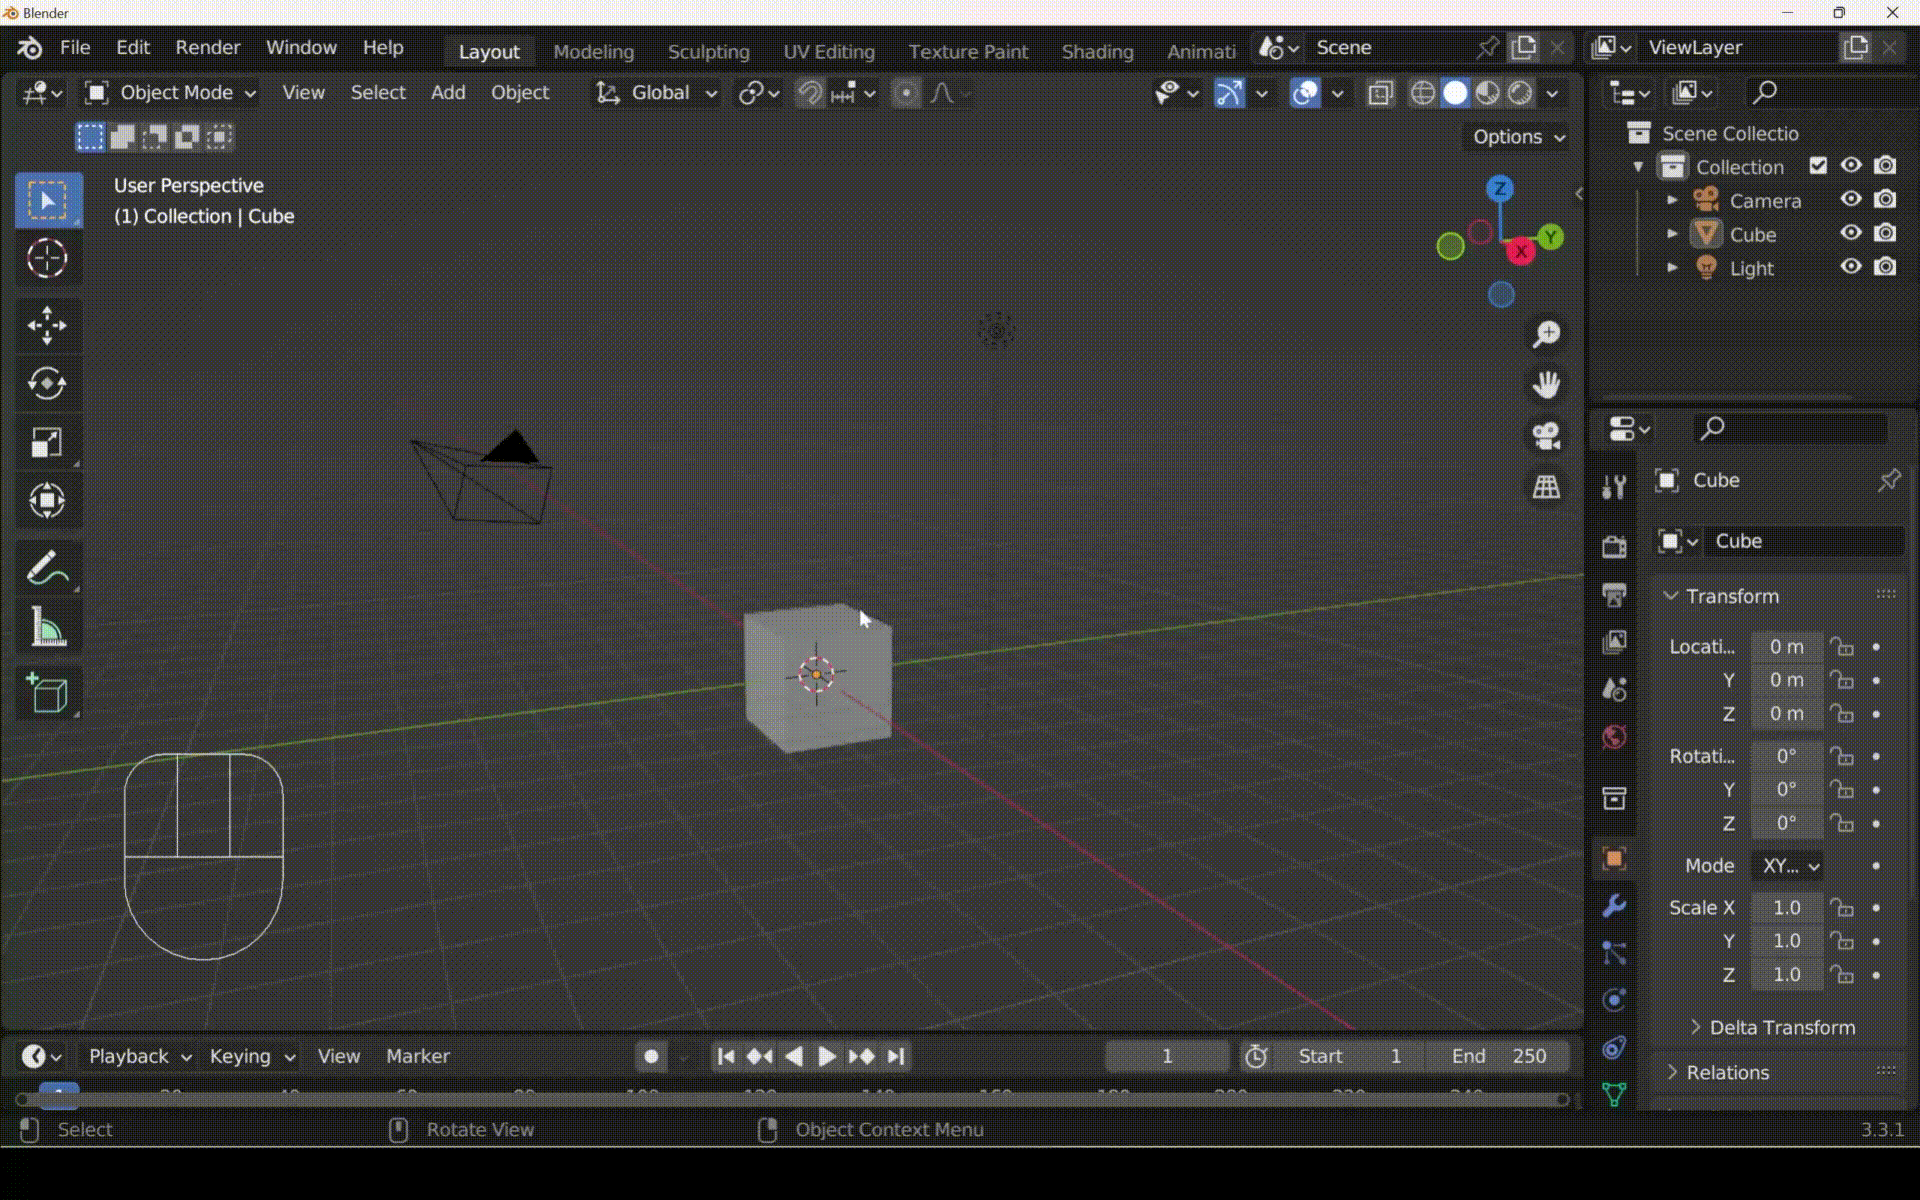 Blender
File Edit Render Window Help Layout Modeling Sculpting UV Editing Texture Paint Shading Animati Scene ViewLayer
Object Mode View Select Add Object Global
Options
User Perspective
(1) Collection | Cube
Z
Y
X
Scene Collectio
Collection
Camera
Cube
Light
Cube
Cube
Transform
Locati... 0 m
Y 0 m
Z 0 m
Rotati... 0°
Y 0°
Z 0°
Mode XY...
Scale X 1.0
Y 1.0
Z 1.0
Delta Transform
Relations
Playback Keying View Marker 1 Start 1 End 250
Select Rotate View Object Context Menu 3.3.1